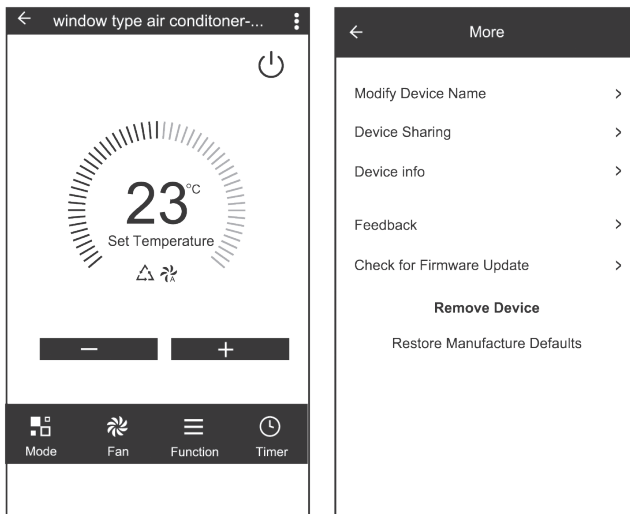 window type air conditoner-...
23°C
Set Temperature
A
— +
Mode Fan Function Timer
More
Modify Device Name >
Device Sharing >
Device info >
Feedback >
Check for Firmware Update >
Remove Device
Restore Manufacture Defaults